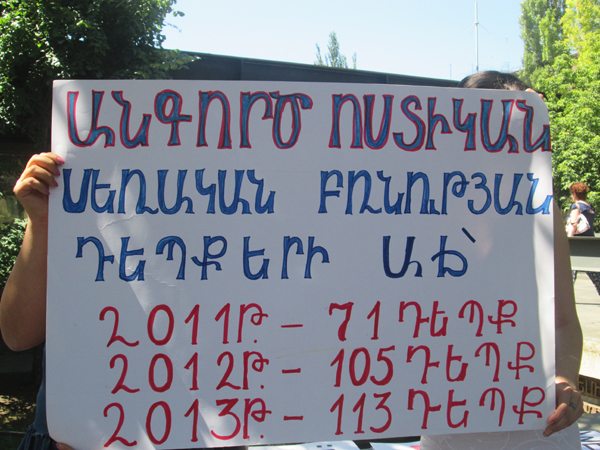 ԱՆԳՈՐԾ ՈՍՏԻԿԱՆ
ՍԵՌԱԿԱՆ ԲՌՆՈՒԹՅԱՆ
ԴԵՊՔԵՐԻ ԱՃ՝
2011Թ. – 71 ԴԵՊՔ
2012Թ. – 105 ԴԵՊՔ
2013Թ. – 113 ԴԵՊՔ